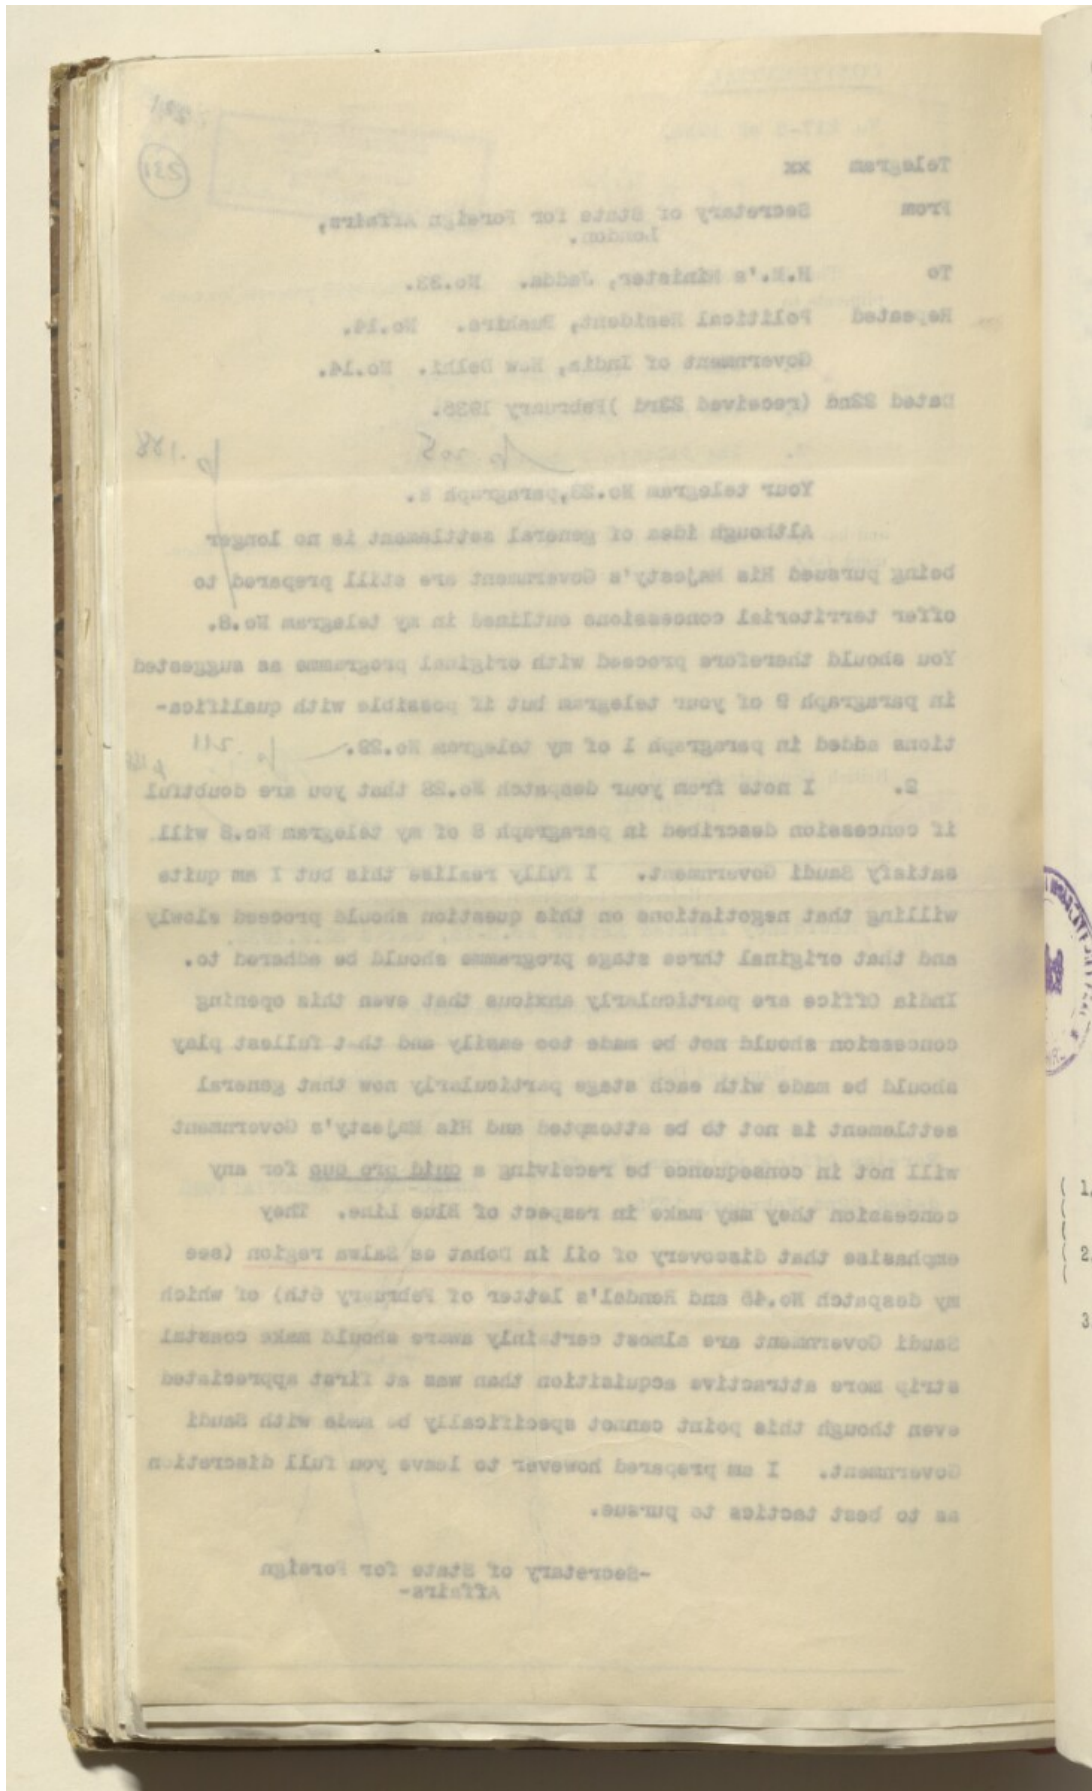 231
Telegram xx
From Secretary of State for Foreign Affairs,
London.
To H.M.'s Minister, Jedda. No.33.
Repeated Political Resident, Bushire. No.14.
Government of India, New Delhi. No.14.
Dated 22nd (received 23rd) February 1936.
p. 205
p. 188
Your telegram No.23, paragraph
Although idea of general settlement is no longer
being pursued His Majesty's Government are still prepared to
offer territorial concessions outlined in my telegram No.8.
You should therefore proceed with original programme as suggested
in paragraph 9 of your telegram but if possible with qualifica-
tions added in paragraph 1 of my telegram No.29.
p. 211
2. I note from your despatch No.28 that you are doubtful
if concession described in paragraph 8 of my telegram No.8 will
satisfy Saudi Government. I fully realise this but I am quite
willing that negotiations on this question should proceed slowly
and that original three stage programme should be adhered to.
India Office are particularly anxious that even this opening
concession should not be made too easily and that fullest play
should be made with each stage particularly now that general
settlement is not to be attempted and His Majesty's Government
will not in consequence be receiving a quid pro quo for any
concession they may make in respect of Blue Line. They
emphasise that discovery of oil in Dohat es Salwa region (see
my despatch No.46 and Rendel's letter of February 6th) of which
Saudi Government are almost certainly aware should make coastal
strip more attractive acquisition than was at first appreciated
even though this point cannot specifically be made with Saudi
Government. I am prepared however to leave you full discretion
as to best tactics to pursue.
-Secretary of State for Foreign
Affairs-
1
2
3